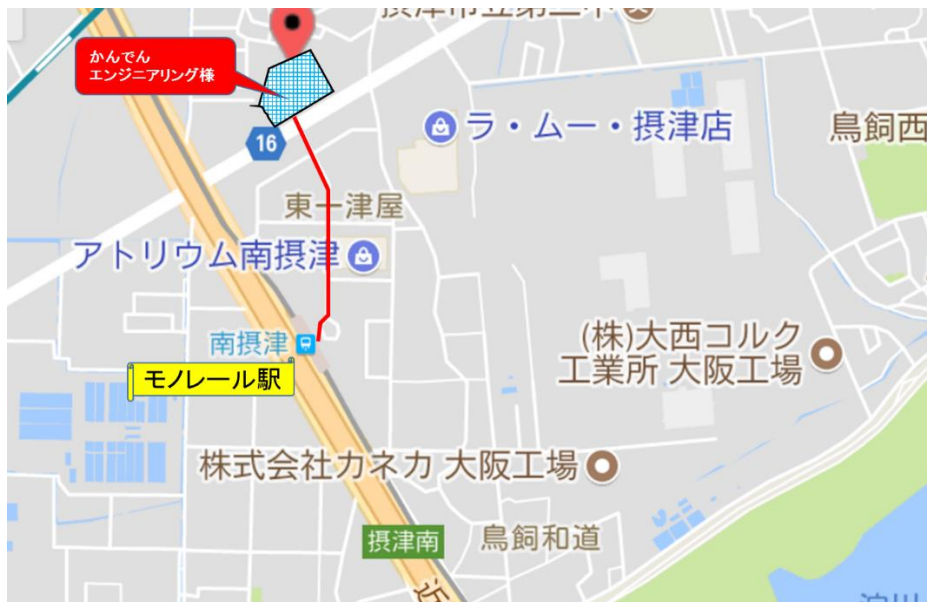 かんでん
エンジニアリング様
16
ラ・ムー・摂津店
鳥飼西
東一津屋
アトリウム南摂津
南摂津
モノレール駅
(株)大西コルク
工業所 大阪工場
株式会社カネカ 大阪工場
摂津南
鳥飼和道
近